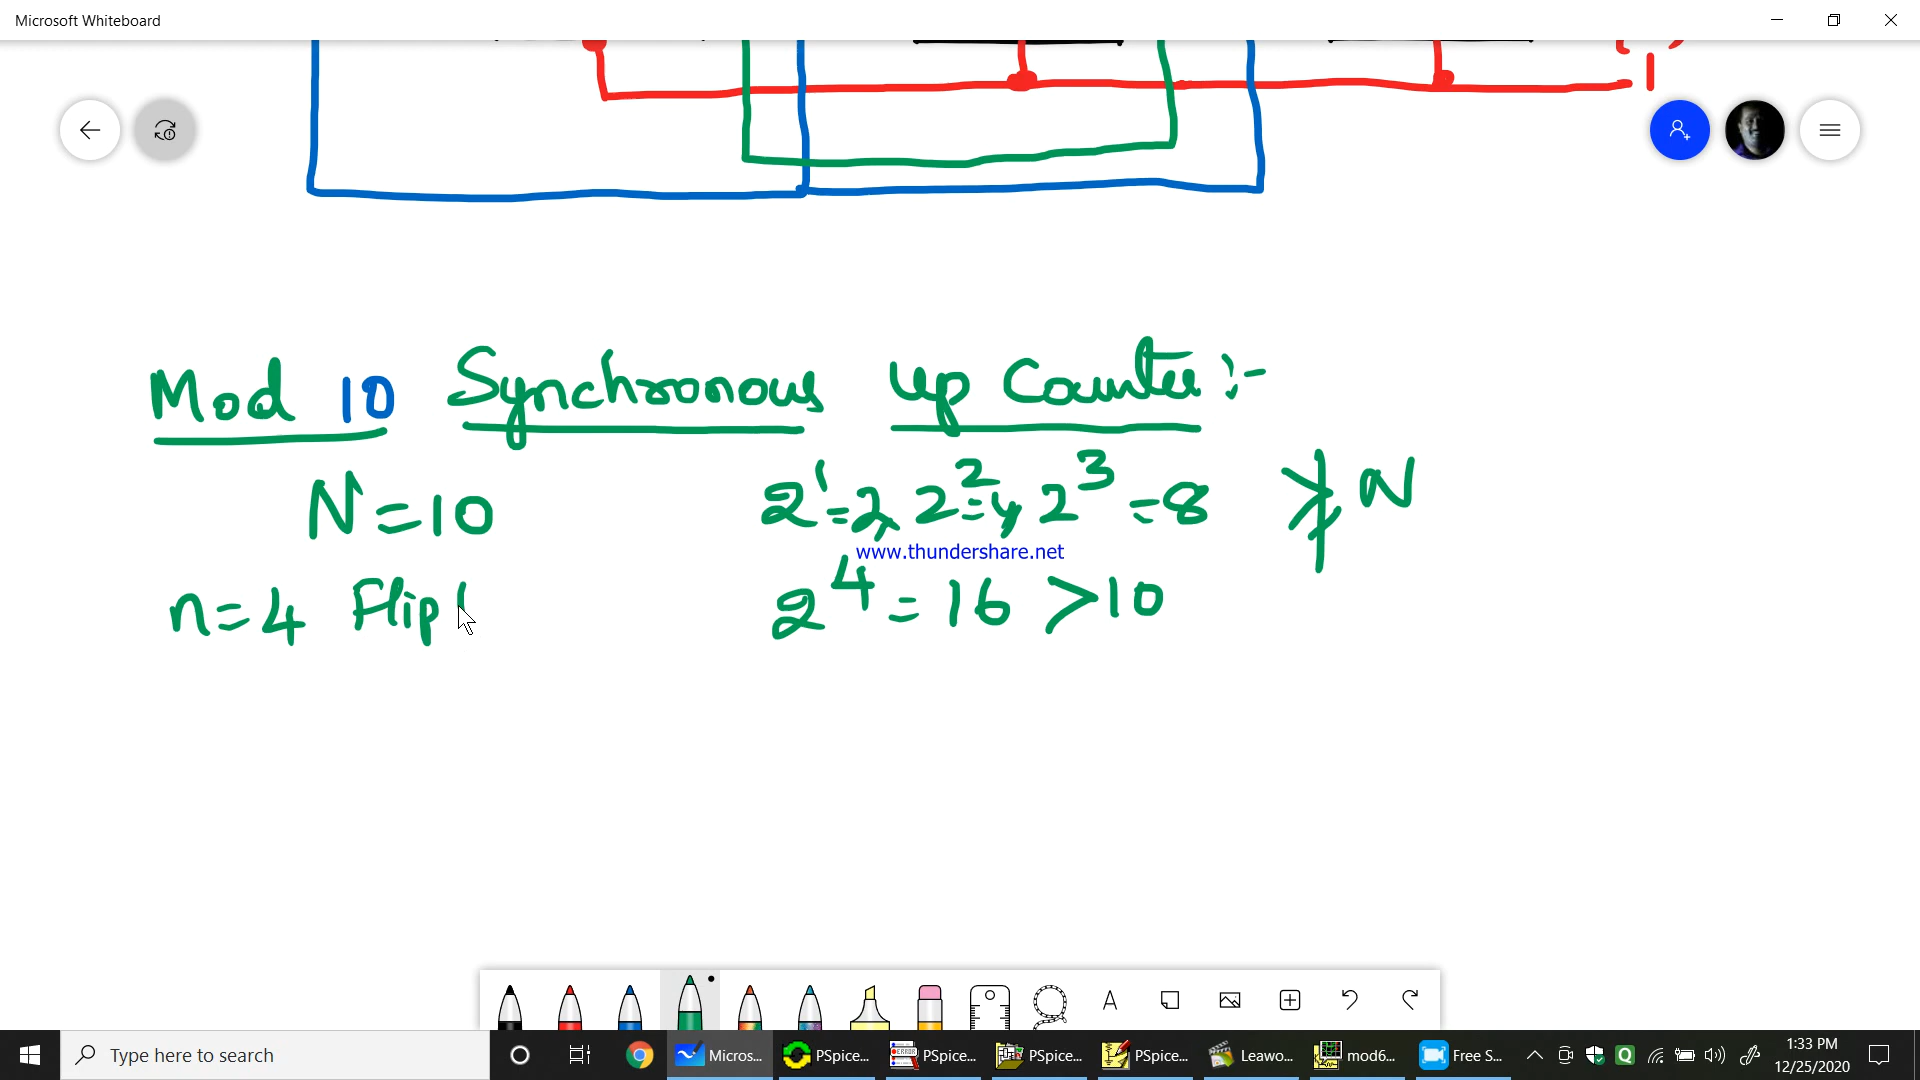 Microsoft Whiteboard
Mod 10 Synchronous Up Counter :-
N=10
2¹=2, 2²=4, 2³=8 ≯ N
www.thundershare.net
n=4 Flip
2⁴=16 >10
A
Type here to search
Micros...
PSpice...
PSpice...
PSpice...
PSpice...
Leawo...
mod6...
Free S...
1:33 PM
12/25/2020